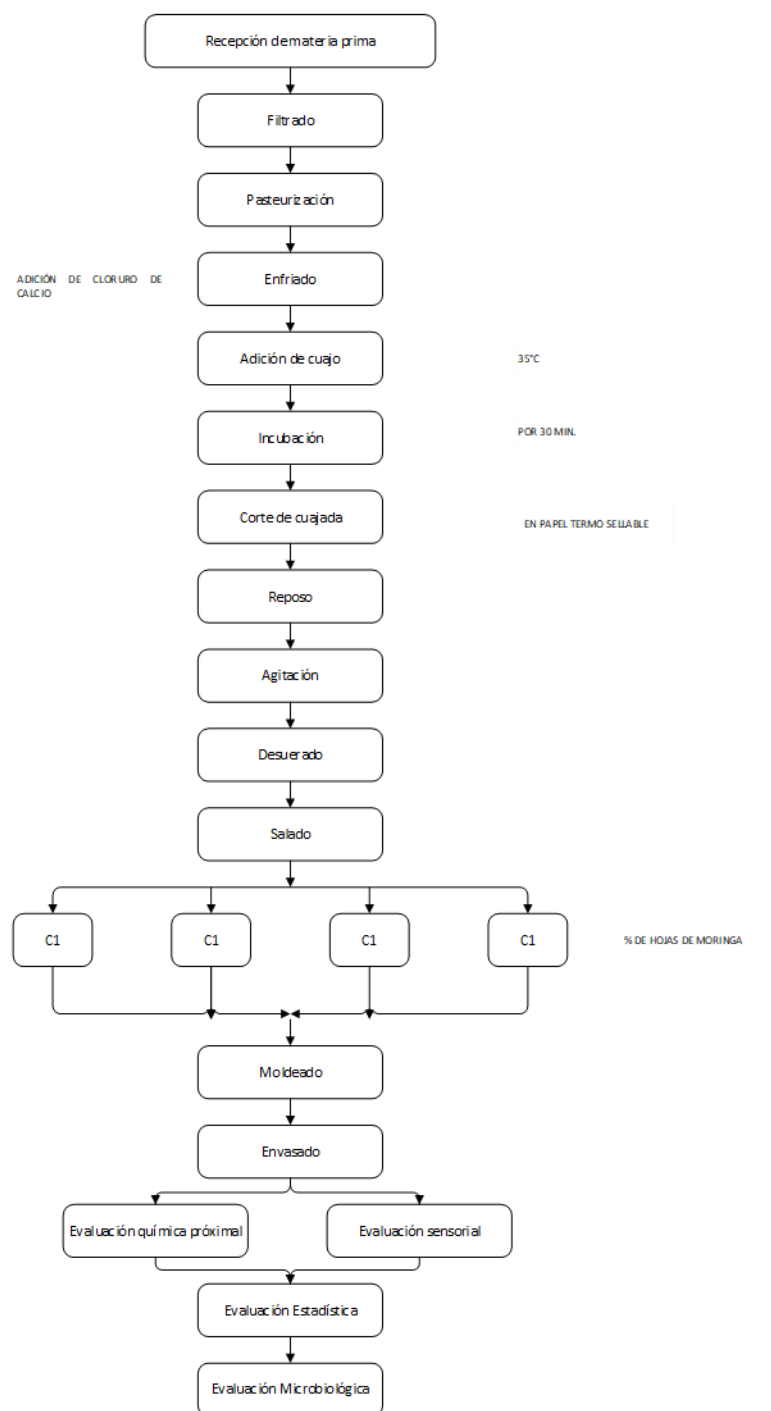 Recepción de materia prima
Filtrado
Pasteurización
ADICIÓN DE CLORURO DE
CALCIO
Enfriado
Adición de cuajo
35°C
Incubación
POR 30 MIN.
Corte de cuajada
EN PAPEL TERMO SELLABLE
Reposo
Agitación
Desuerado
Salado
C1
C1
C1
C1
% DE HOJAS DE MORINGA
Moldeado
Envasado
Evaluación química próximal
Evaluación sensorial
Evaluación Estadística
Evaluación Microbiológica